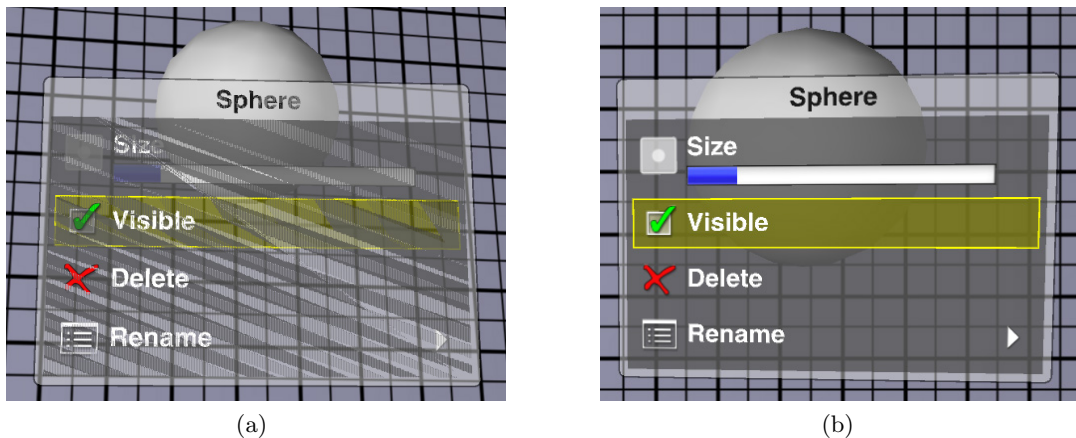 Sphere
Size
Visible
Delete
Rename
(a)
Sphere
Size
Visible
Delete
Rename
(b)